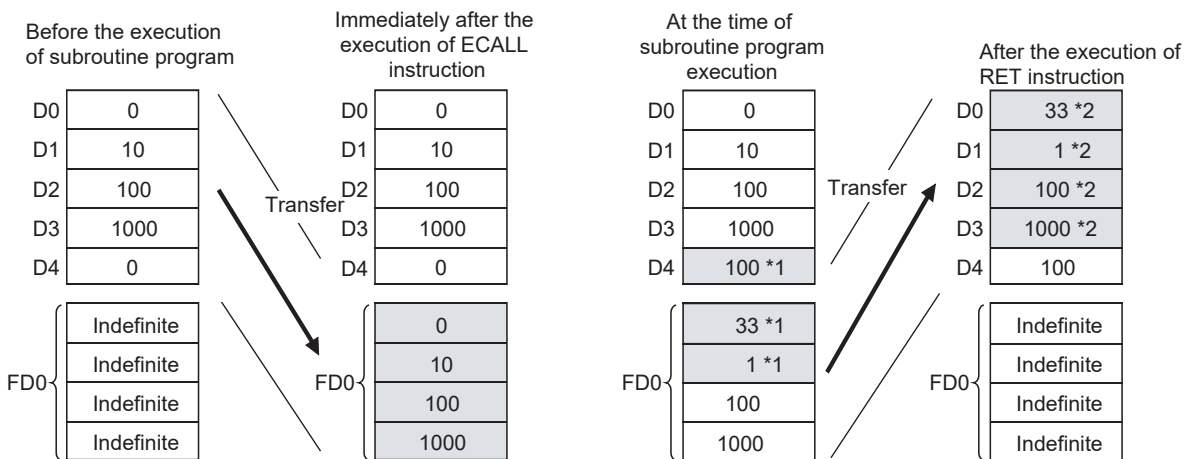 Before the execution
of subroutine program
D0 0
D1 10
D2 100
D3 1000
D4 0
FD0
Indefinite
Indefinite
Indefinite
Indefinite
Transfer
Immediately after the
execution of ECALL
instruction
D0 0
D1 10
D2 100
D3 1000
D4 0
FD0
0
10
100
1000
At the time of
subroutine program
execution
D0 0
D1 10
D2 100
D3 1000
D4 100 *1
FD0
33 *1
1 *1
100
1000
Transfer
After the execution of
RET instruction
D0 33 *2
D1 1 *2
D2 100 *2
D3 1000 *2
D4 100
FD0
Indefinite
Indefinite
Indefinite
Indefinite